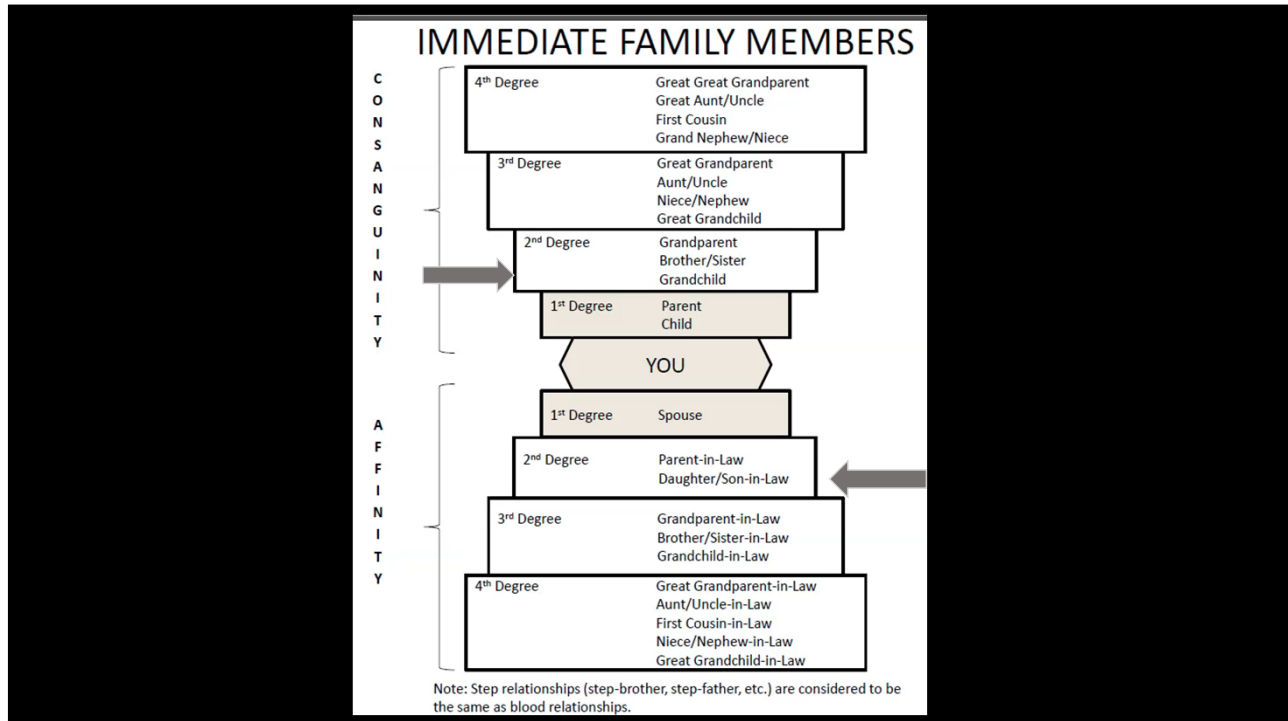 IMMEDIATE FAMILY MEMBERS
CONSANGUINITY
4th Degree Great Great Grandparent
Great Aunt/Uncle
First Cousin
Grand Nephew/Niece
3rd Degree Great Grandparent
Aunt/Uncle
Niece/Nephew
Great Grandchild
2nd Degree Grandparent
Brother/Sister
Grandchild
1st Degree Parent
Child
YOU
AFFINITY
1st Degree Spouse
2nd Degree Parent-in-Law
Daughter/Son-in-Law
3rd Degree Grandparent-in-Law
Brother/Sister-in-Law
Grandchild-in-Law
4th Degree Great Grandparent-in-Law
Aunt/Uncle-in-Law
First Cousin-in-Law
Niece/Nephew-in-Law
Great Grandchild-in-Law
Note: Step relationships (step-brother, step-father, etc.) are considered to be
the same as blood relationships.